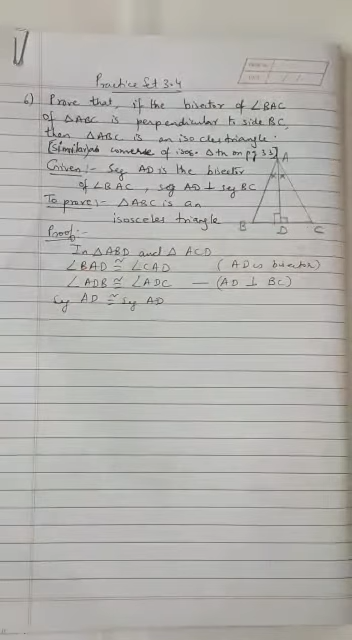 Practice Set 3.4
6) Prove that, if the bisector of ∠BAC
of △ABC is perpendicular to side BC,
then △ABC is an isosceles triangle.
[Similar as converse of isos. △ th on pg 33]
Given:- Seg AD is the bisector
of ∠BAC, seg AD ⊥ seg BC
To prove:- △ABC is an
isosceles triangle
A
x x
B D C
Proof:-
In △ABD and △ACD
∠BAD ≅ ∠CAD (AD is bisector)
∠ADB ≅ ∠ADC — (AD ⊥ BC)
Seg AD ≅ seg AD